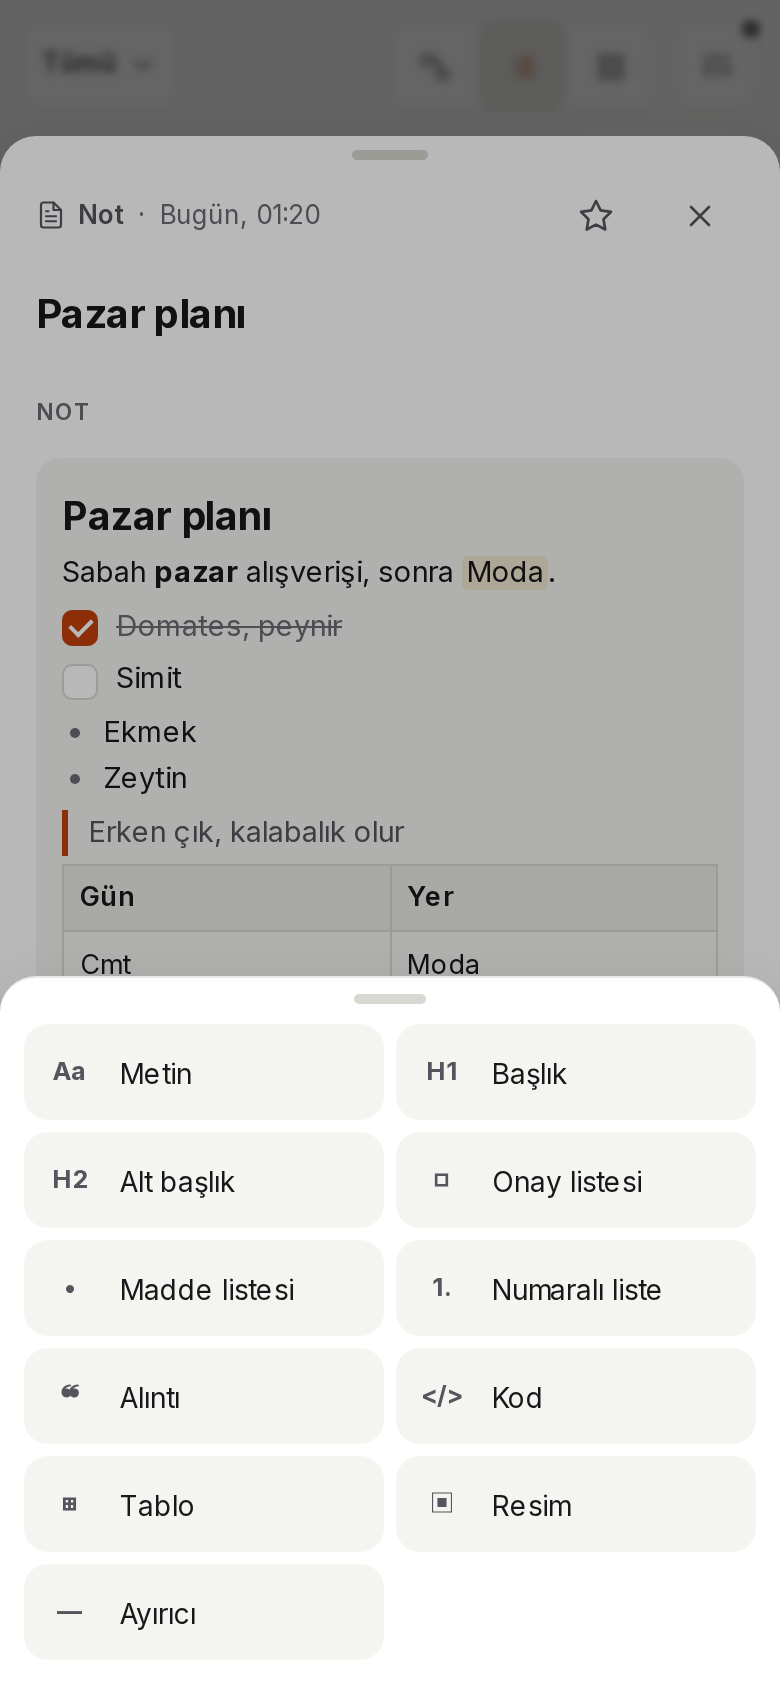 Tümü
Not · Bugün, 01:20
Pazar planı
NOT
Pazar planı
Sabah pazar alışverişi, sonra Moda.
Domates, peynir
Simit
• Ekmek
• Zeytin
Erken çık, kalabalık olur
Gün Yer
Cmt Moda
Aa Metin
H1 Başlık
H2 Alt başlık
Onay listesi
• Madde listesi
1. Numaralı liste
❝ Alıntı
</> Kod
Tablo
Resim
— Ayırıcı